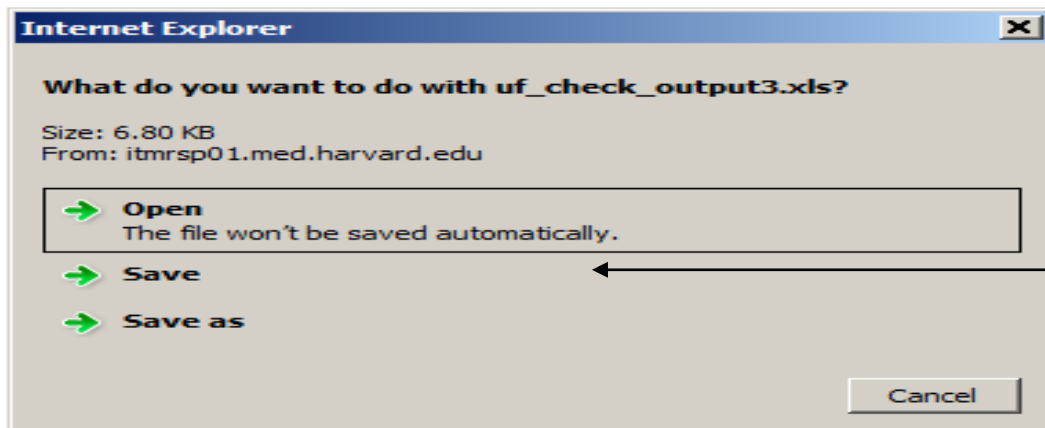 Internet Explorer
What do you want to do with uf_check_output3.xls?
Size: 6.80 KB
From: itmrsp01.med.harvard.edu
Open
The file won't be saved automatically.
Save
Save as
Cancel